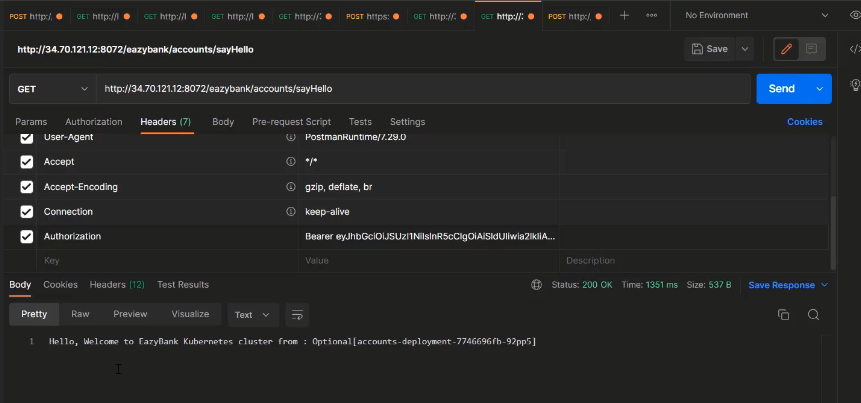 POST http:/, GET http://l GET http://l GET http://l GET http://: POST https: GET http://: GET http://: POST http:/, No Environment
http://34.70.121.12:8072/eazybank/accounts/sayHello Save
GET http://34.70.121.12:8072/eazybank/accounts/sayHello Send
Params Authorization Headers (7) Body Pre-request Script Tests Settings Cookies
User-Agent PostmanRuntime/7.29.0
Accept */*
Accept-Encoding gzip, deflate, br
Connection keep-alive
Authorization Bearer
Key Value Description
Body Cookies Headers (12) Test Results Status: 200 OK Time: 1351 ms Size: 537 B Save Response
Pretty Raw Preview Visualize Text
1 Hello, Welcome to EazyBank Kubernetes cluster from : Optional[accounts-deployment-7746696fb-92pp5]